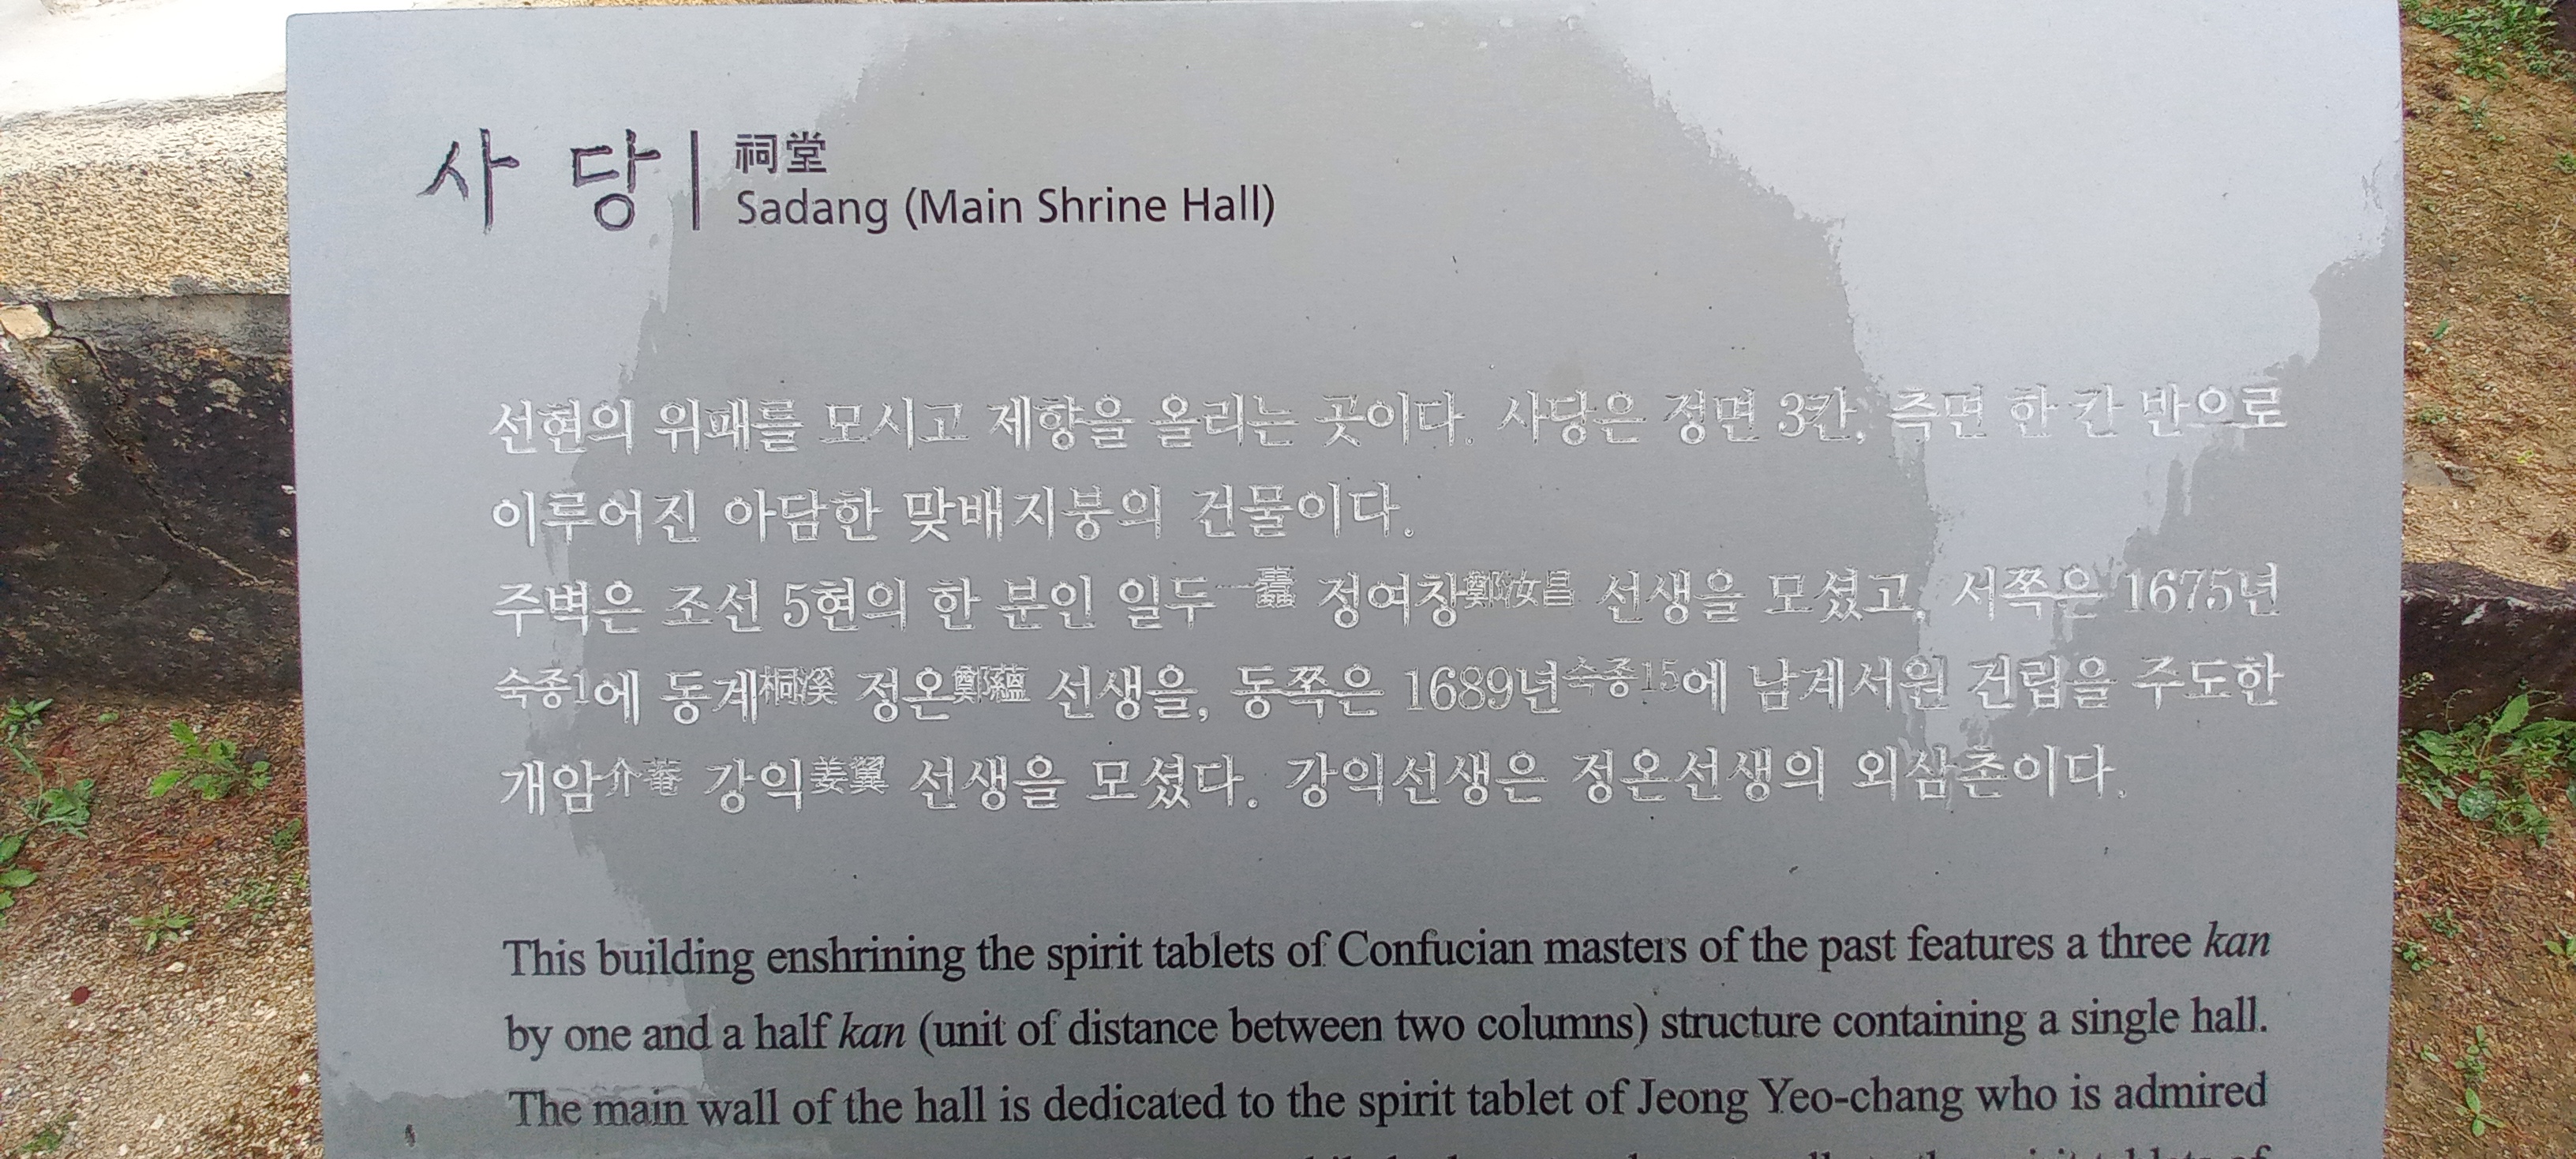 사 당
祠堂
Sadang (Main Shrine Hall)
선현의 위패를 모시고 제향을 올리는 곳이다. 사당은 정면 3칸, 측면 한 칸 반으로
이루어진 아담한 맞배지붕의 건물이다.
주벽은 조선 5현의 한 분인 일두一蠹 정여창鄭汝昌 선생을 모셨고, 서쪽은 1675년
숙종1에 동계桐溪 정온鄭蘊 선생을, 동쪽은 1689년숙종15에 남계서원 건립을 주도한
개암介菴 강익姜翼 선생을 모셨다. 강익선생은 정온선생의 외삼촌이다.
This building enshrining the spirit tablets of Confucian masters of the past features a three kan
by one and a half kan (unit of distance between two columns) structure containing a single hall.
The main wall of the hall is dedicated to the spirit tablet of Jeong Yeo-chang who is admired